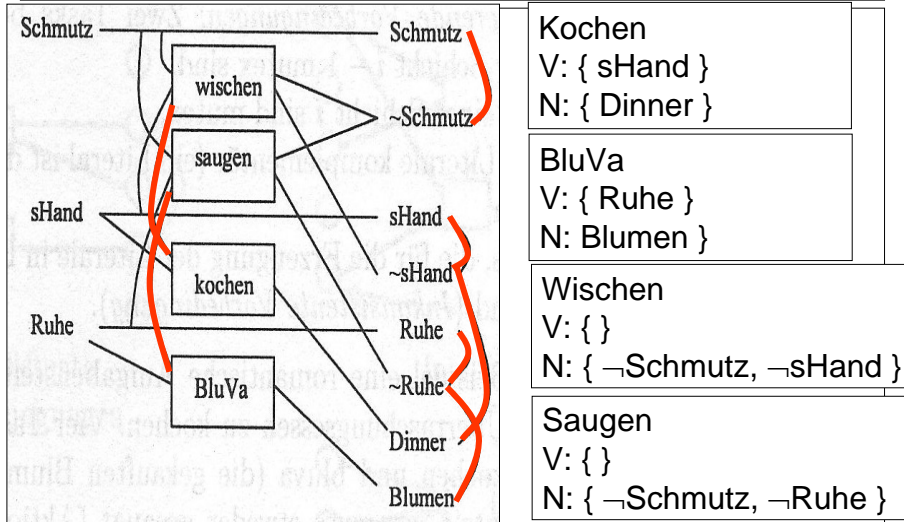 Schmutz
sHand
Ruhe
wischen
saugen
kochen
BluVa
Schmutz
~Schmutz
sHand
~sHand
Ruhe
~Ruhe
Dinner
Blumen
Kochen
V: { sHand }
N: { Dinner }
BluVa
V: { Ruhe }
N: Blumen }
Wischen
V: { }
N: { ¬Schmutz, ¬sHand }
Saugen
V: { }
N: { ¬Schmutz, ¬Ruhe }